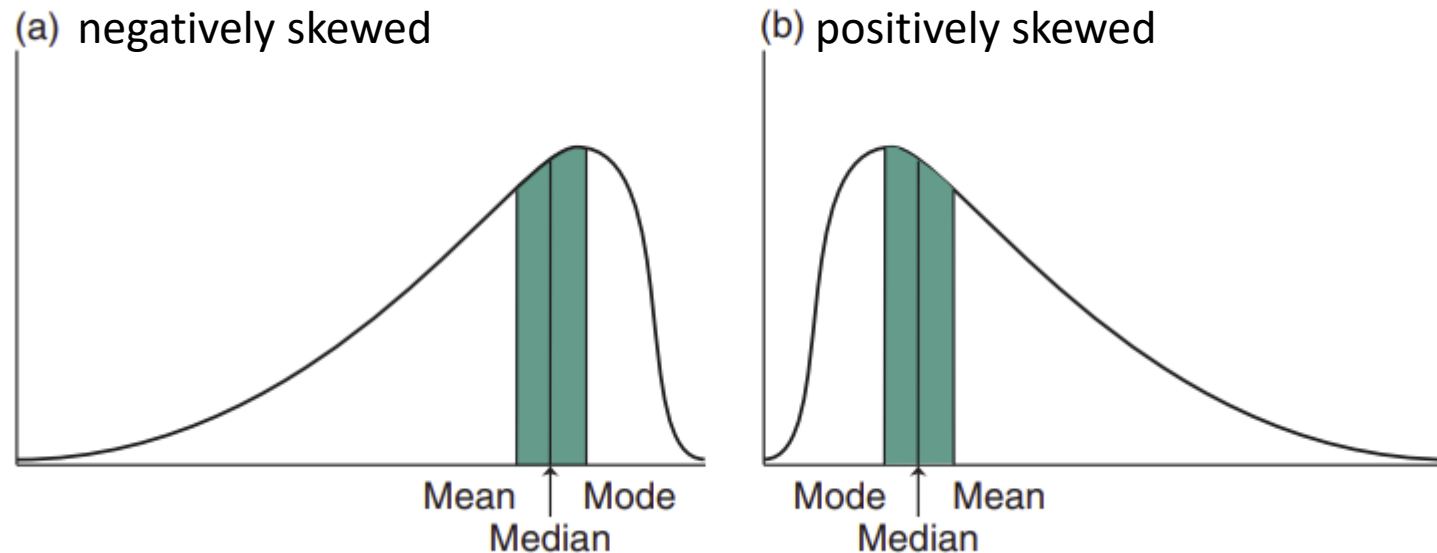 (a) negatively skewed
Mean Mode
Median
(b) positively skewed
Mode Mean
Median